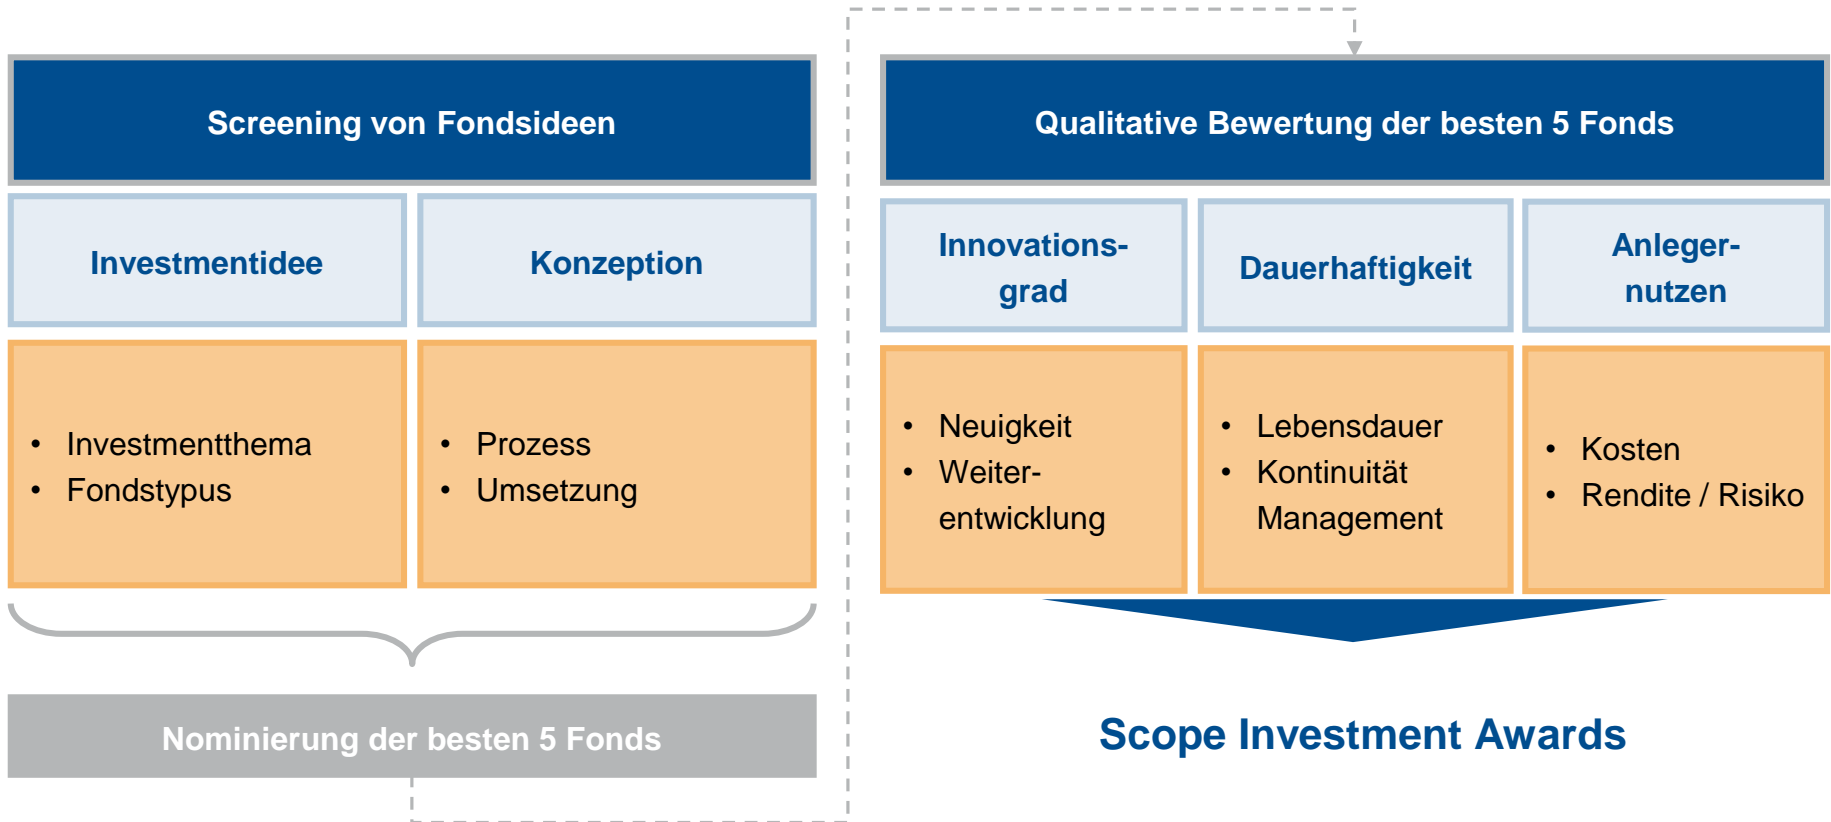 Screening von Fondsideen
Investmentidee
Konzeption
• Investmentthema
• Fondstypus
• Prozess
• Umsetzung
Nominierung der besten 5 Fonds
Qualitative Bewertung der besten 5 Fonds
Innovations-
grad
Dauerhaftigkeit
Anleger-
nutzen
• Neuigkeit
• Weiter-
entwicklung
• Lebensdauer
• Kontinuität
Management
• Kosten
• Rendite / Risiko
Scope Investment Awards